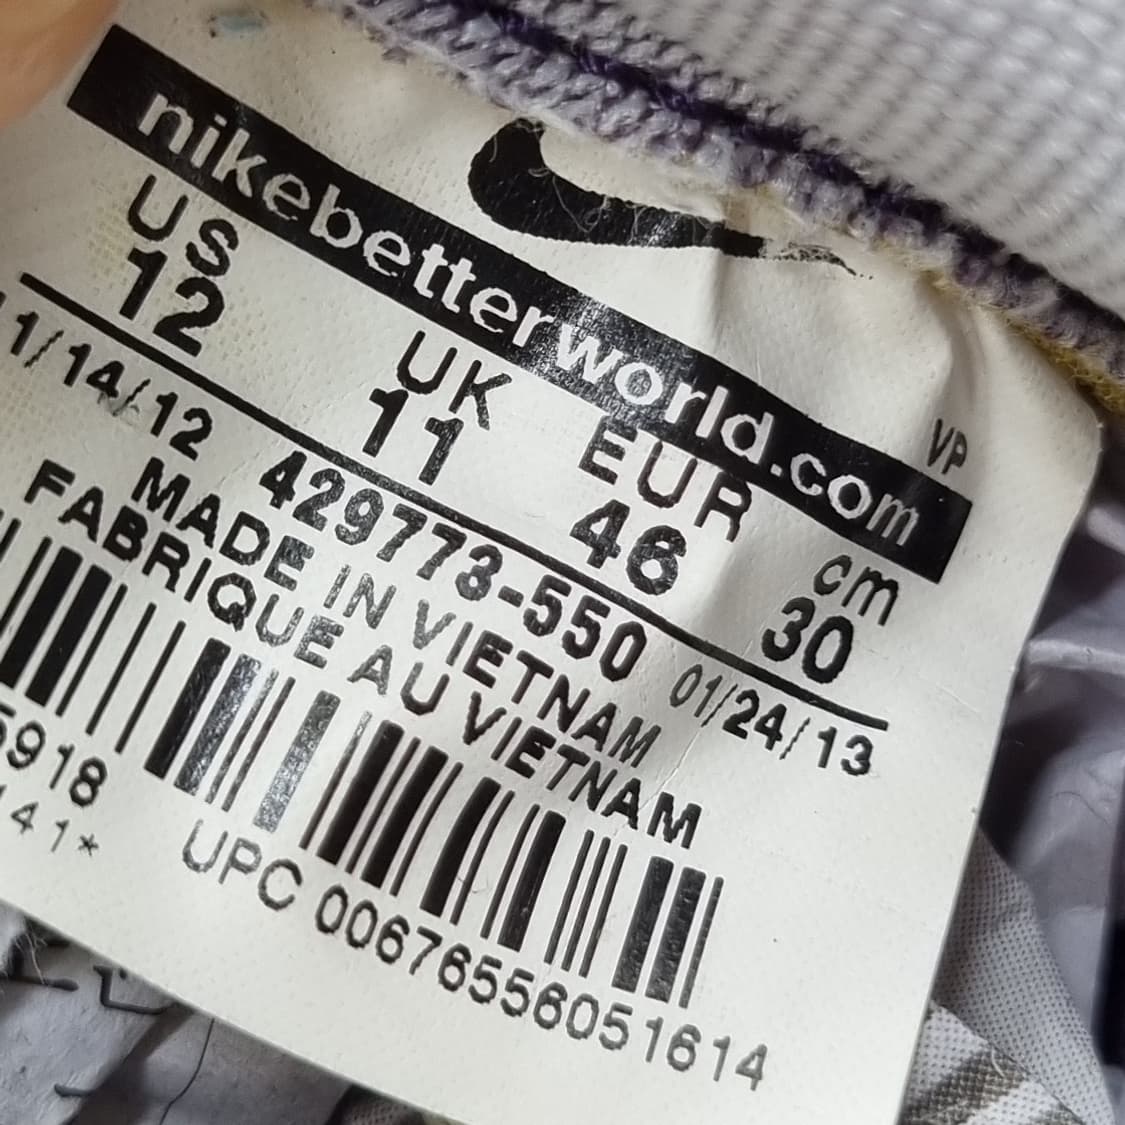 nikebetterworld.com
VP
US UK EUR cm
12 11 46 30
1/14/12 429773-550 01/24/13
MADE IN VIETNAM
FABRIQUE AU VIETNAM
5918
41*
UPC 00676556051614